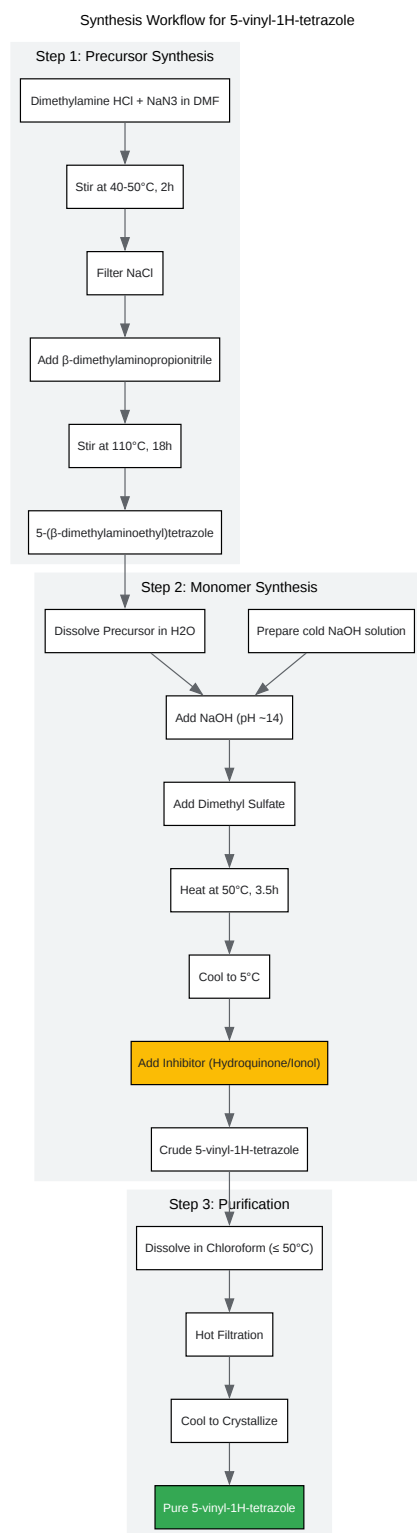 Synthesis Workflow for 5-vinyl-1H-tetrazole
Step 1: Precursor Synthesis
Dimethylamine HCl + NaN3 in DMF
Stir at 40-50°C, 2h
Filter NaCl
Add β-dimethylaminopropionitrile
Stir at 110°C, 18h
5-(β-dimethylaminoethyl)tetrazole
Step 2: Monomer Synthesis
Dissolve Precursor in H2O
Prepare cold NaOH solution
Add NaOH (pH ~14)
Add Dimethyl Sulfate
Heat at 50°C, 3.5h
Cool to 5°C
Add Inhibitor (Hydroquinone/Ionol)
Crude 5-vinyl-1H-tetrazole
Step 3: Purification
Dissolve in Chloroform (≤ 50°C)
Hot Filtration
Cool to Crystallize
Pure 5-vinyl-1H-tetrazole